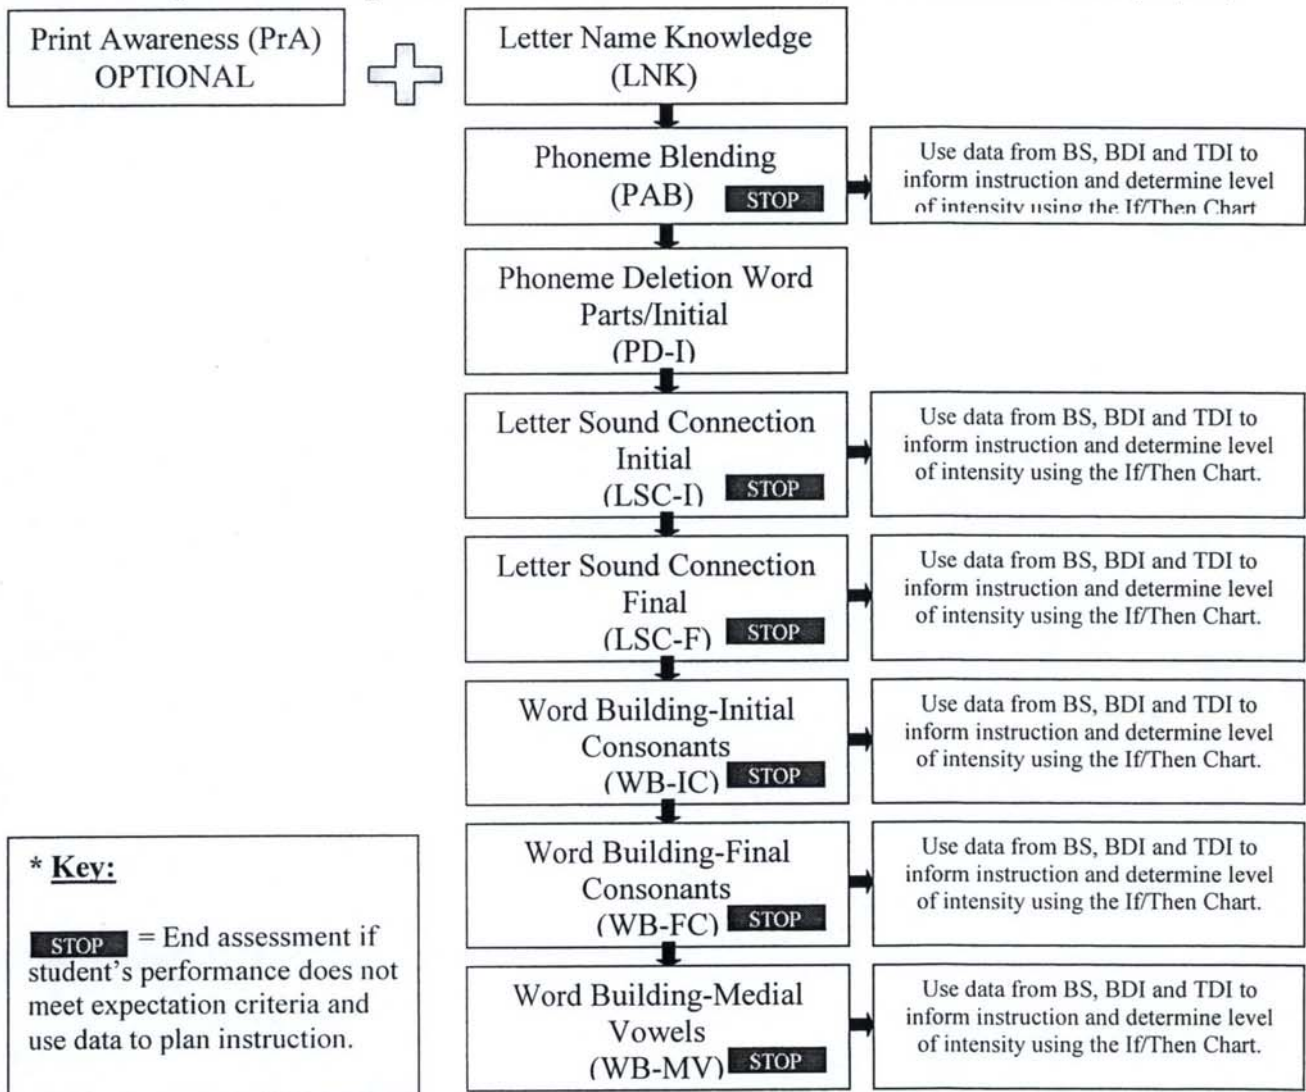 Print Awareness (PrA)
OPTIONAL
Letter Name Knowledge
(LNK)
Phoneme Blending
(PAB)
STOP
Use data from BS, BDI and TDI to
inform instruction and determine level
of intensity using the If/Then Chart
Phoneme Deletion Word
Parts/Initial
(PD-I)
Letter Sound Connection
Initial
(LSC-I)
STOP
Use data from BS, BDI and TDI to
inform instruction and determine level
of intensity using the If/Then Chart.
Letter Sound Connection
Final
(LSC-F)
STOP
Use data from BS, BDI and TDI to
inform instruction and determine level
of intensity using the If/Then Chart.
Word Building-Initial
Consonants
(WB-IC)
STOP
Use data from BS, BDI and TDI to
inform instruction and determine level
of intensity using the If/Then Chart.
Word Building-Final
Consonants
(WB-FC)
STOP
Use data from BS, BDI and TDI to
inform instruction and determine level
of intensity using the If/Then Chart.
Word Building-Medial
Vowels
(WB-MV)
STOP
Use data from BS, BDI and TDI to
inform instruction and determine level
of intensity using the If/Then Chart.
* Key:
STOP = End assessment if
student's performance does not
meet expectation criteria and
use data to plan instruction.